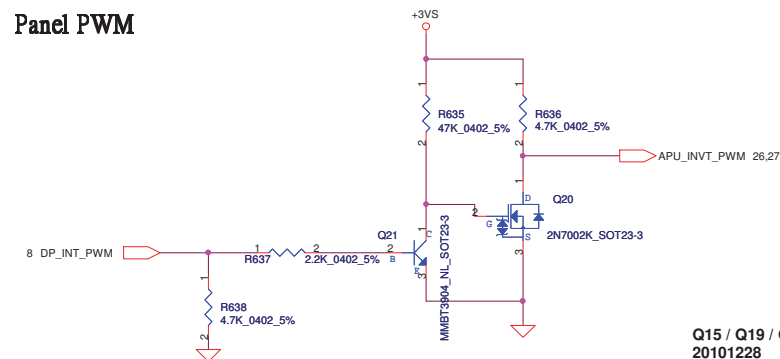 Panel PWM
+3VS
1
1
R635
47K_0402_5%
2
R636
4.7K_0402_5%
2
APU_INVT_PWM 26,27
1
D
Q20
2
G
S
2N7002K_SOT23-3
3
1
C
Q21
2
B
E
3
MMBT3904_NL_SOT23-3
8 DP_INT_PWM
1
2
R637
2.2K_0402_5%
1
R638
4.7K_0402_5%
2
Q15 / Q19 /
20101228